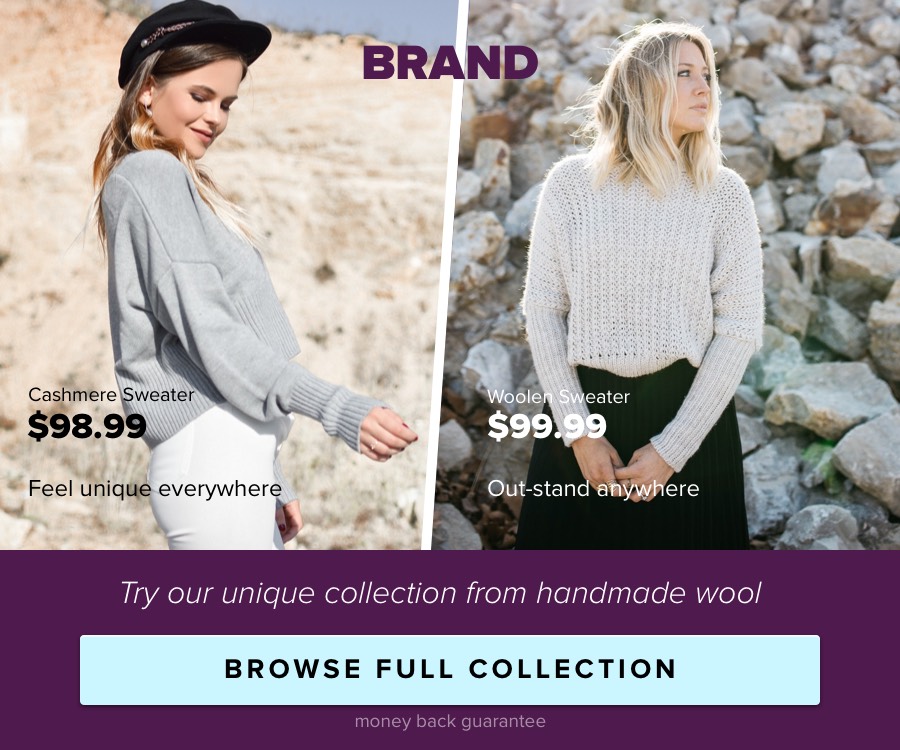 BRAND
Cashmere Sweater
$98.99
Feel unique everywhere
Woolen Sweater
$99.99
Out-stand anywhere
Try our unique collection from handmade wool
BROWSE FULL COLLECTION
money back guarantee